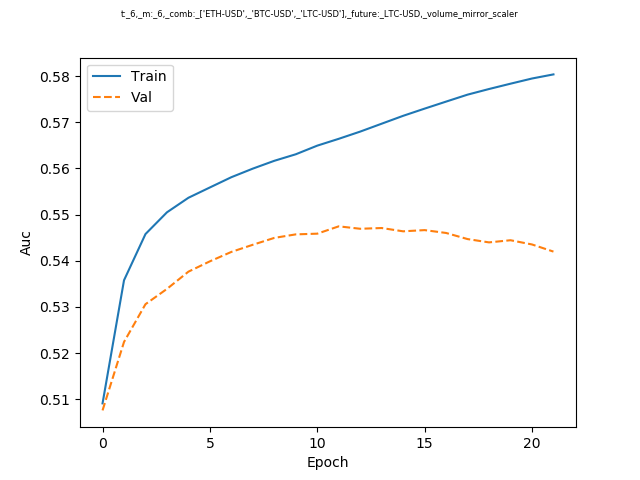 t:_6,_m:_6,_comb:_['ETH-USD',_'BTC-USD',_'LTC-USD'],_future:_LTC-USD,_volume_mirror_scaler
Train
Val
0.58
0.57
0.56
0.55
0.54
0.53
0.52
0.51
Auc
0 5 10 15 20
Epoch